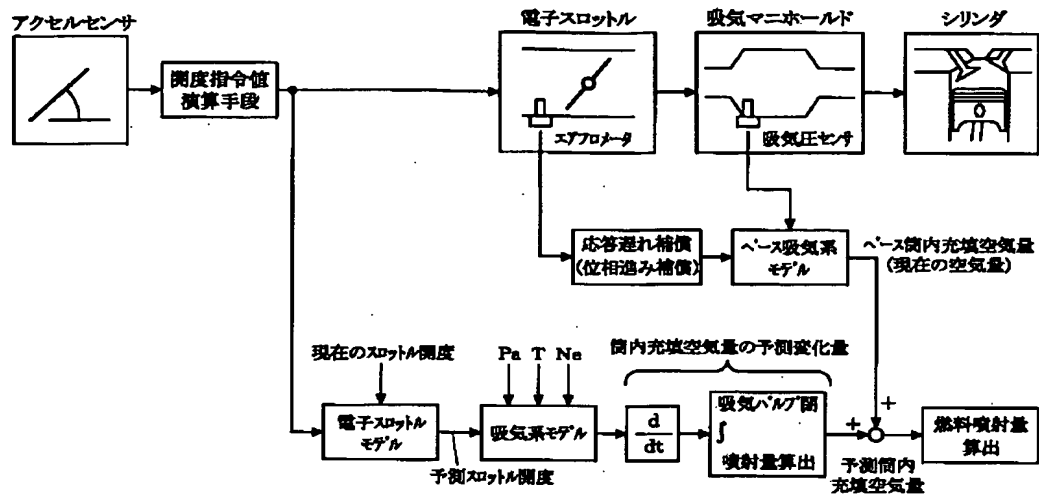 アクセルセンサ
電子スロットル
吸気マニホールド
シリンダ
開度指令値
演算手段
エアフロメータ
吸気圧センサ
応答遅れ補償
(位相進み補償)
ベース吸気系
モデル
ベース筒内充填空気量
(現在の空気量)
現在のスロットル開度
Pa T Ne
筒内充填空気量の予測変化量
電子スロットル
モデル
吸気系モデル
d
dt
吸気バルブ閉
∫
噴射量算出
+
+
燃料噴射量
算出
予測スロットル開度
予測筒内
充填空気量